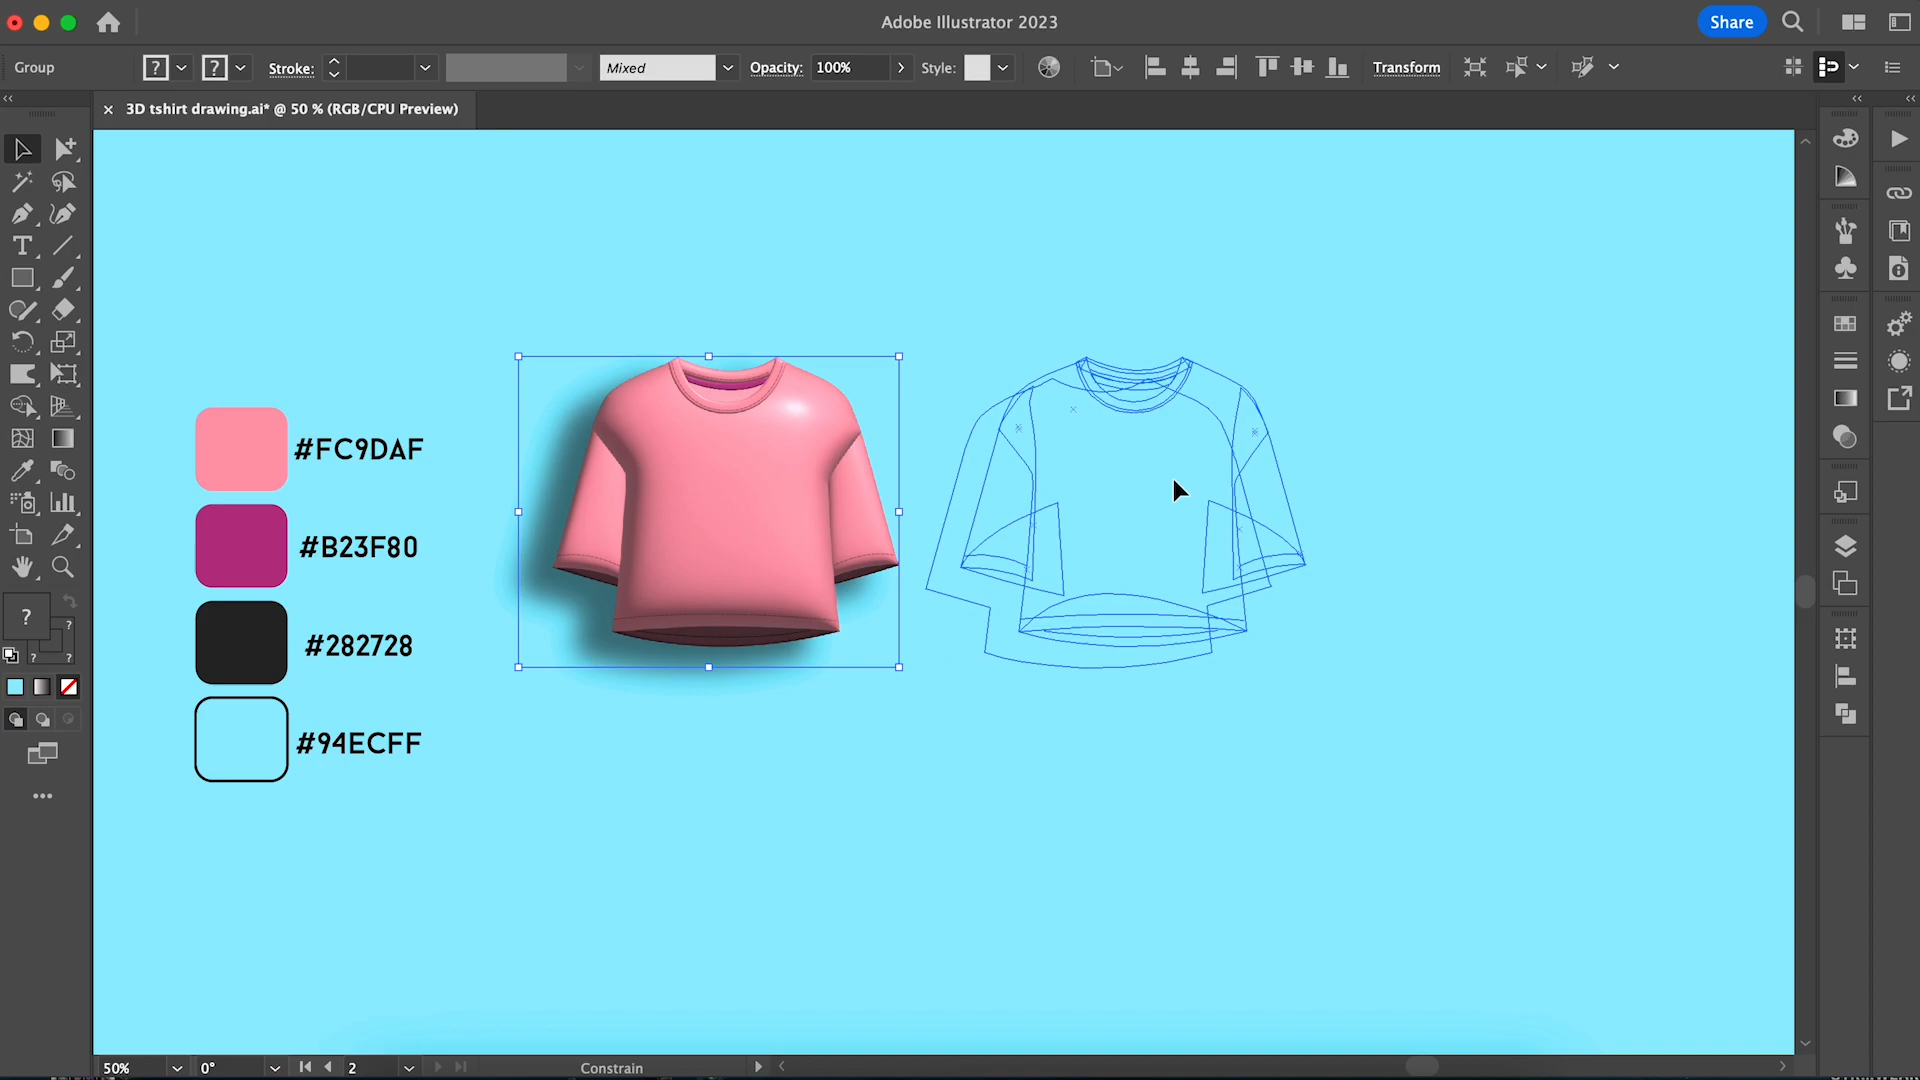 Adobe Illustrator 2023
Share
Group
?
?
Stroke:
Mixed
Opacity:
100%
Style:
Transform
3D tshirt drawing.ai* @ 50 % (RGB/CPU Preview)
T
#FC9DAF
#B23F80
#282728
#94ECFF
?
?
?
?
50%
0°
2
Constrain